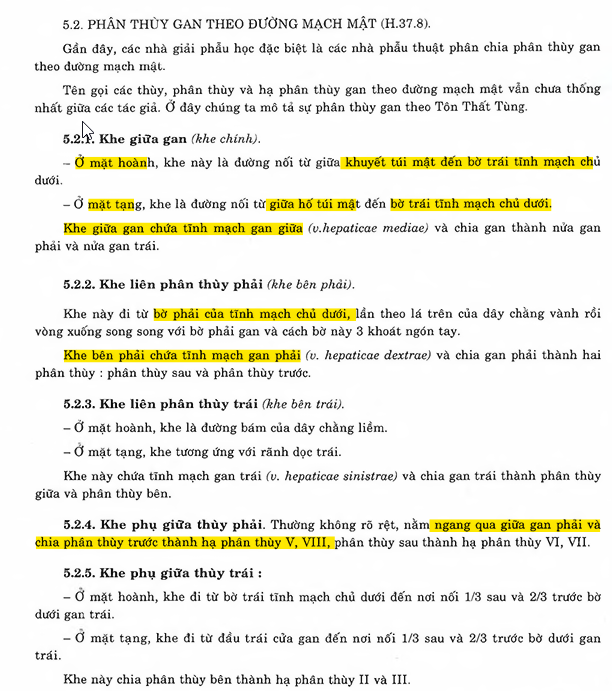 5.2. PHÂN THÙY GAN THEO ĐƯỜNG MẠCH MẬT (H.37.8).
Gần đây, các nhà giải phẫu học đặc biệt là các nhà phẫu thuật phân chia phân thùy gan
theo đường mạch mật.
Tên gọi các thùy, phân thùy và hạ phân thùy gan theo đường mạch mật vẫn chưa thống
nhất giữa các tác giả. Ở đây chúng ta mô tả sự phân thùy gan theo Tôn Thất Tùng.
5.2.1. Khe giữa gan (khe chính).
– Ở mặt hoành, khe này là đường nối từ giữa khuyết túi mật đến bờ trái tĩnh mạch chủ
dưới.
– Ở mặt tạng, khe là đường nối từ giữa hố túi mật đến bờ trái tĩnh mạch chủ dưới.
Khe giữa gan chứa tĩnh mạch gan giữa (v.hepaticae mediae) và chia gan thành nửa gan
phải và nửa gan trái.
5.2.2. Khe liên phân thùy phải (khe bên phải).
Khe này đi từ bờ phải của tĩnh mạch chủ dưới, lần theo lá trên của dây chằng vành rồi
vòng xuống song song với bờ phải gan và cách bờ này 3 khoát ngón tay.
Khe bên phải chứa tĩnh mạch gan phải (v. hepaticae dextrae) và chia gan phải thành hai
phân thùy : phân thùy sau và phân thùy trước.
5.2.3. Khe liên phân thùy trái (khe bên trái).
– Ở mặt hoành, khe là đường bám của dây chằng liềm.
– Ở mặt tạng, khe tương ứng với rãnh dọc trái.
Khe này chứa tĩnh mạch gan trái (v. hepaticae sinistrae) và chia gan trái thành phân thùy
giữa và phân thùy bên.
5.2.4. Khe phụ giữa thùy phải. Thường không rõ rệt, nằm ngang qua giữa gan phải và
chia phân thùy trước thành hạ phân thùy V, VIII, phân thùy sau thành hạ phân thùy VI, VII.
5.2.5. Khe phụ giữa thùy trái :
– Ở mặt hoành, khe đi từ bờ trái tĩnh mạch chủ dưới đến nơi nối 1/3 sau và 2/3 trước bờ
dưới gan trái.
– Ở mặt tạng, khe đi từ đầu trái cửa gan đến nơi nối 1/3 sau và 2/3 trước bờ dưới gan
trái.
Khe này chia phân thùy bên thành hạ phân thùy II và III.